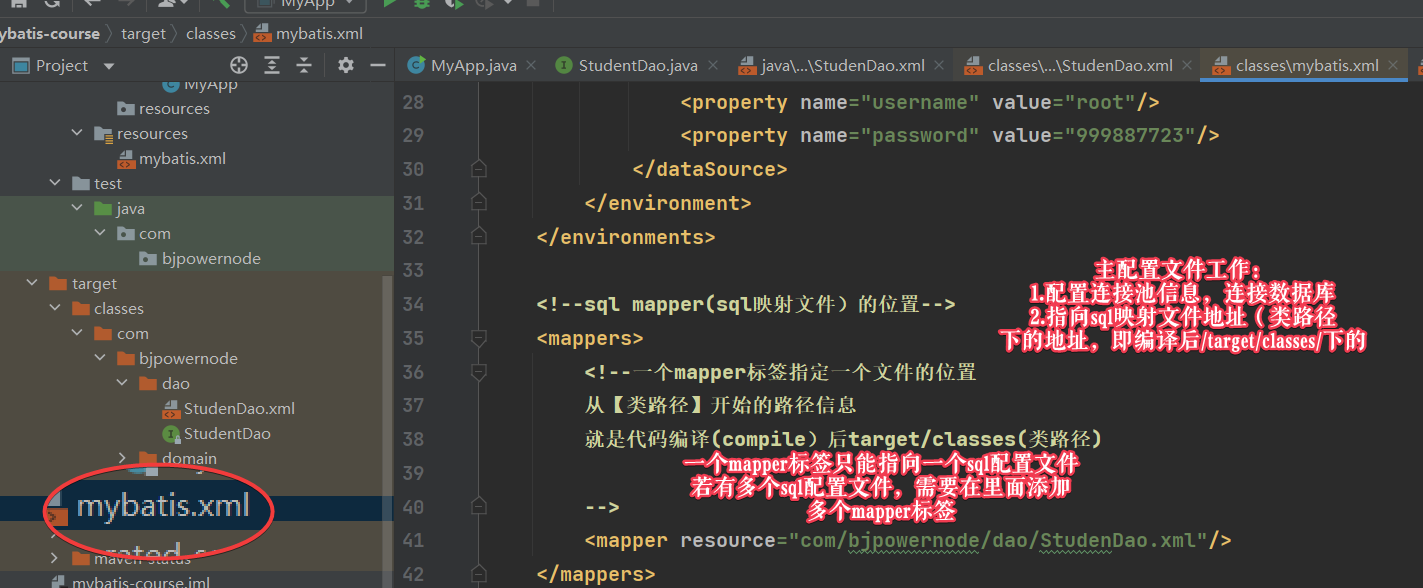 MyApp
ybatis-course
target
classes
mybatis.xml
Project
MyApp.java
StudentDao.java
java\...\StudenDao.xml
classes\...\StudenDao.xml
classes\mybatis.xml
MyApp
resources
resources
mybatis.xml
test
java
com
bjpowernode
target
classes
com
bjpowernode
dao
StudenDao.xml
StudentDao
domain
mybatis.xml
maven-status
mybatis-course.iml
28 <property name="username" value="root"/>
29 <property name="password" value="999887723"/>
30 </dataSource>
31 </environment>
32 </environments>
33
34 <!--sql mapper(sql映射文件）的位置-->
35 <mappers>
36 <!--一个mapper标签指定一个文件的位置
37 从【类路径】开始的路径信息
38 就是代码编译(compile）后target/classes(类路径)
39
40 -->
41 <mapper resource="com/bjpowernode/dao/StudenDao.xml"/>
42 </mappers>
主配置文件工作：
1.配置连接池信息，连接数据库
2.指向sql映射文件地址（类路径
下的地址，即编译后/target/classes/下的
一个mapper标签只能指向一个sql配置文件
若有多个sql配置文件，需要在里面添加
多个mapper标签